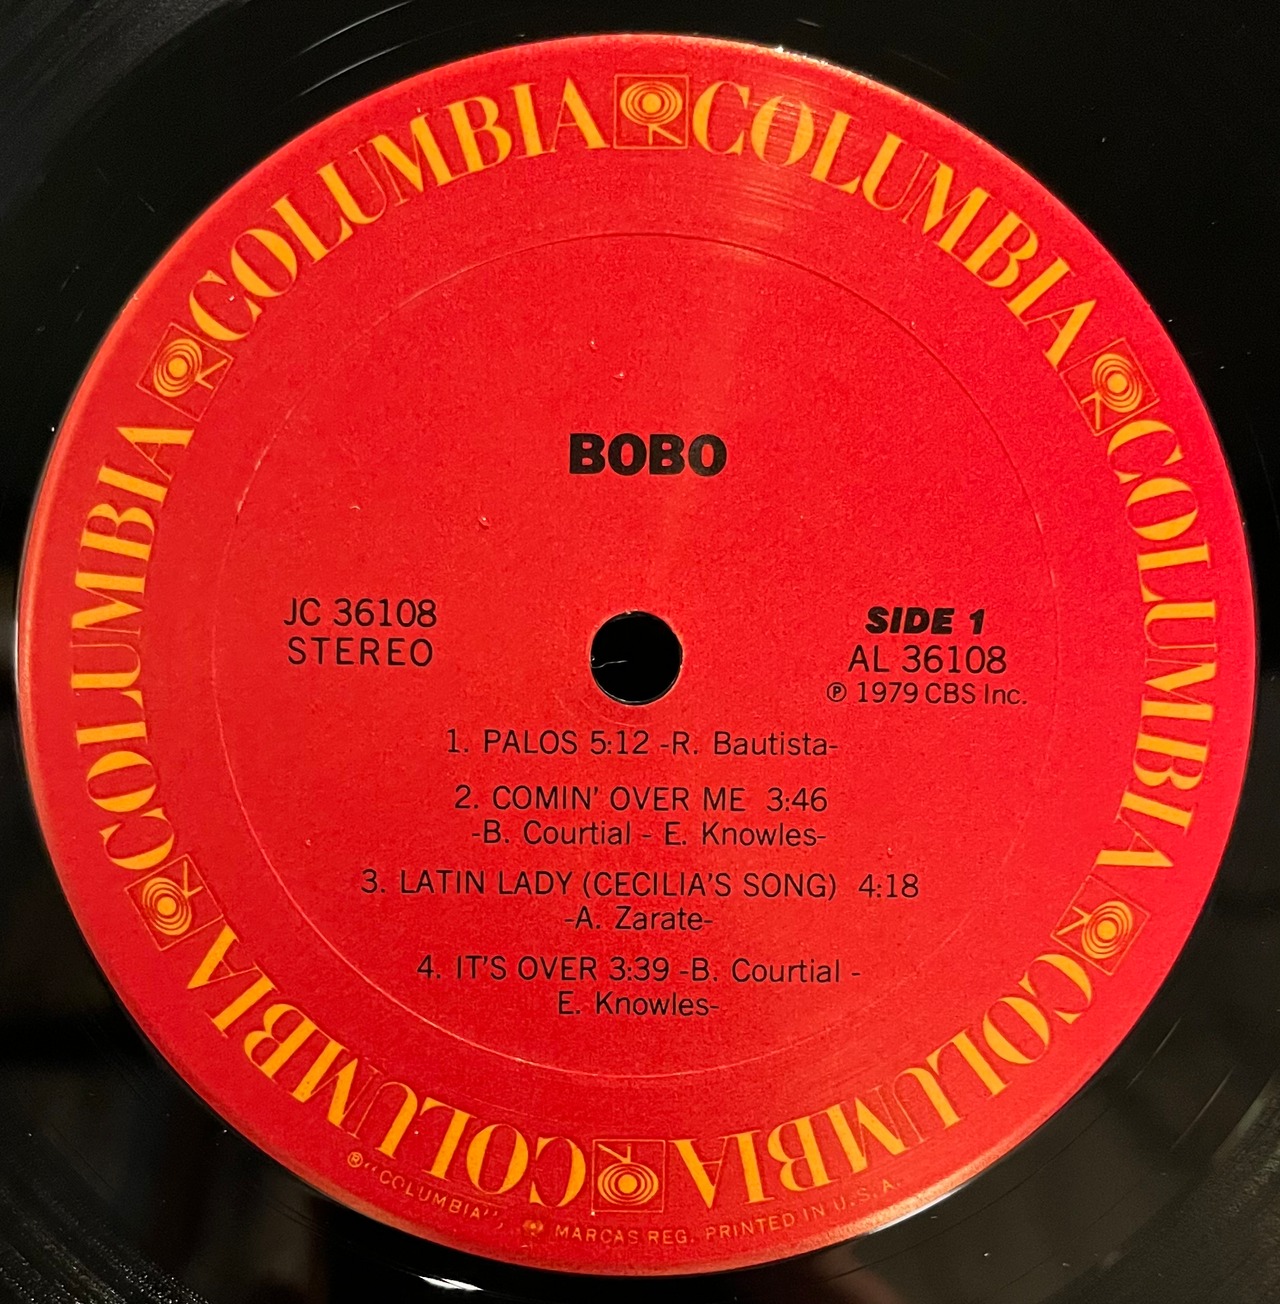 COLUMBIA COLUMBIA COLUMBIA COLUMBIA COLUMBIA COLUMBIA
BOBO
JC 36108
STEREO
SIDE 1
AL 36108
℗ 1979 CBS Inc.
1. PALOS 5:12 -R. Bautista-
2. COMIN' OVER ME 3:46
-B. Courtial - E. Knowles-
3. LATIN LADY (CECILIA'S SONG) 4:18
-A. Zarate-
4. IT'S OVER 3:39 -B. Courtial -
E. Knowles-
® "COLUMBIA", MARCAS REG. PRINTED IN U.S.A.